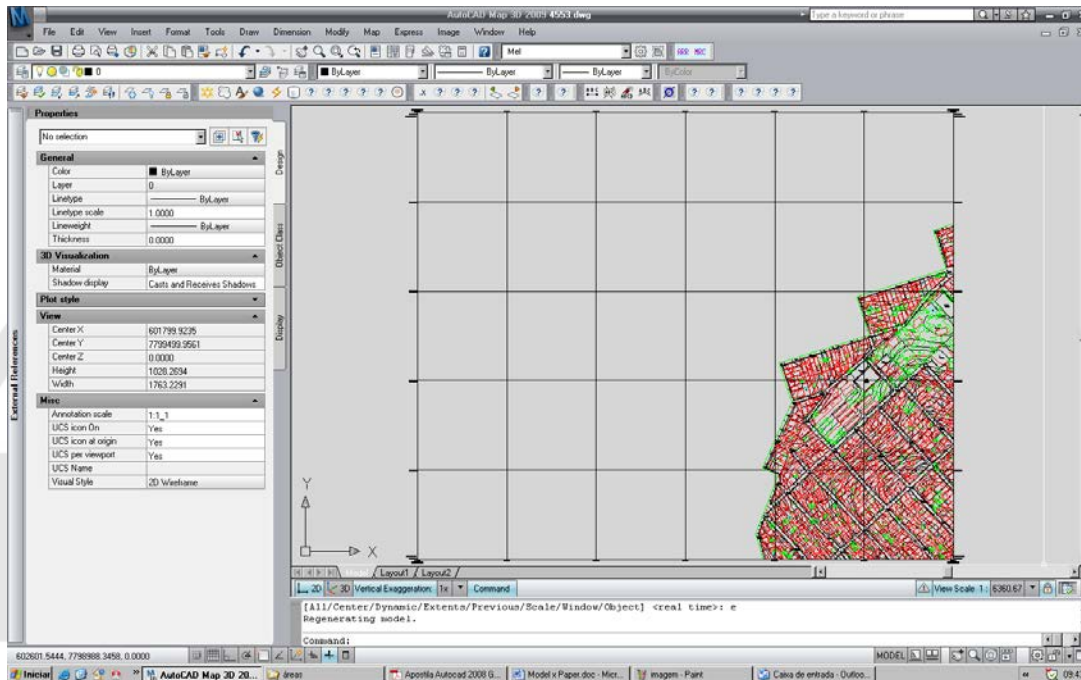 AutoCAD Map 3D 2009 4553.dwg
Type a keyword or phrase
File Edit View Insert Format Tools Draw Dimension Modify Map Express Image Window Help
Mel
0 ByLayer ByLayer ByLayer ByColor
Properties
No selection
General
Color ByLayer
Layer 0
Linetype ByLayer
Linetype scale 1.0000
Lineweight ByLayer
Thickness 0.0000
3D Visualization
Material ByLayer
Shadow display Casts and Receives Shadows
Plot style
View
Center X 601799.9235
Center Y 7799499.9561
Center Z 0.0000
Height 1028.2694
Width 1763.2291
Misc
Annotation scale 1:1_1
UCS icon On Yes
UCS icon at origin Yes
UCS per viewport Yes
UCS Name
Visual Style 2D Wireframe
Design
Object Class
Display
External References
Y
X
Model Layout1 Layout2
2D 3D Vertical Exaggeration: 1x Command View Scale 1 : 6360.67
[All/Center/Dynamic/Extents/Previous/Scale/Window/Object] <real time>: e
Regenerating model.
Command:
602601.5444, 7798988.3458, 0.0000 MODEL
Iniciar AutoCAD Map 3D 20... áreas Apostila Autocad 2008 G... Model x Paper.doc - Micr... imagem - Paint Caixa de entrada - Outloo... 09:4